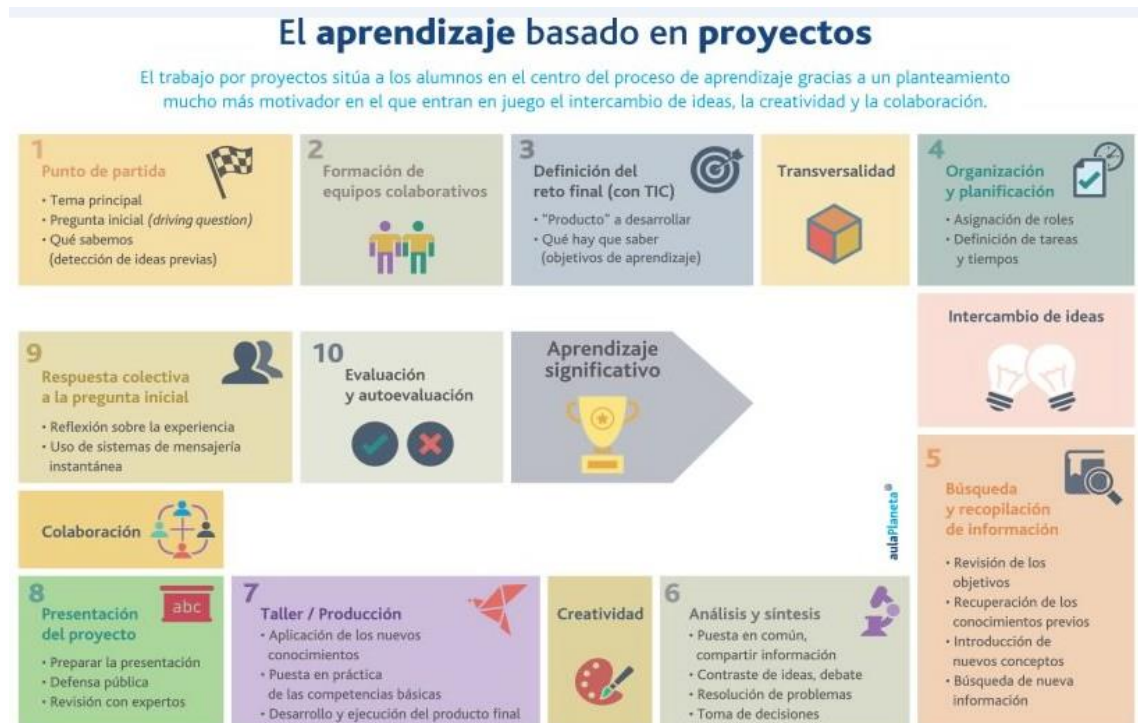 El aprendizaje basado en proyectos
El trabajo por proyectos sitúa a los alumnos en el centro del proceso de aprendizaje gracias a un planteamiento
mucho más motivador en el que entran en juego el intercambio de ideas, la creatividad y la colaboración.
1
Punto de partida
• Tema principal
• Pregunta inicial (driving question)
• Qué sabemos
(detección de ideas previas)
2
Formación de
equipos colaborativos
3
Definición del
reto final (con TIC)
• "Producto" a desarrollar
• Qué hay que saber
(objetivos de aprendizaje)
Transversalidad
4
Organización
y planificación
• Asignación de roles
• Definición de tareas
y tiempos
Intercambio de ideas
5
Búsqueda
y recopilación
de información
• Revisión de los
objetivos
• Recuperación de los
conocimientos previos
• Introducción de
nuevos conceptos
• Búsqueda de nueva
información
6
Análisis y síntesis
• Puesta en común,
compartir información
• Contraste de ideas, debate
• Resolución de problemas
• Toma de decisiones
Creatividad
7
Taller / Producción
• Aplicación de los nuevos
conocimientos
• Puesta en práctica
de las competencias básicas
• Desarrollo y ejecución del producto final
8
Presentación
del proyecto
abc
• Preparar la presentación
• Defensa pública
• Revisión con expertos
Colaboración
9
Respuesta colectiva
a la pregunta inicial
• Reflexión sobre la experiencia
• Uso de sistemas de mensajería
instantánea
10
Evaluación
y autoevaluación
Aprendizaje
significativo
aulaPlaneta®